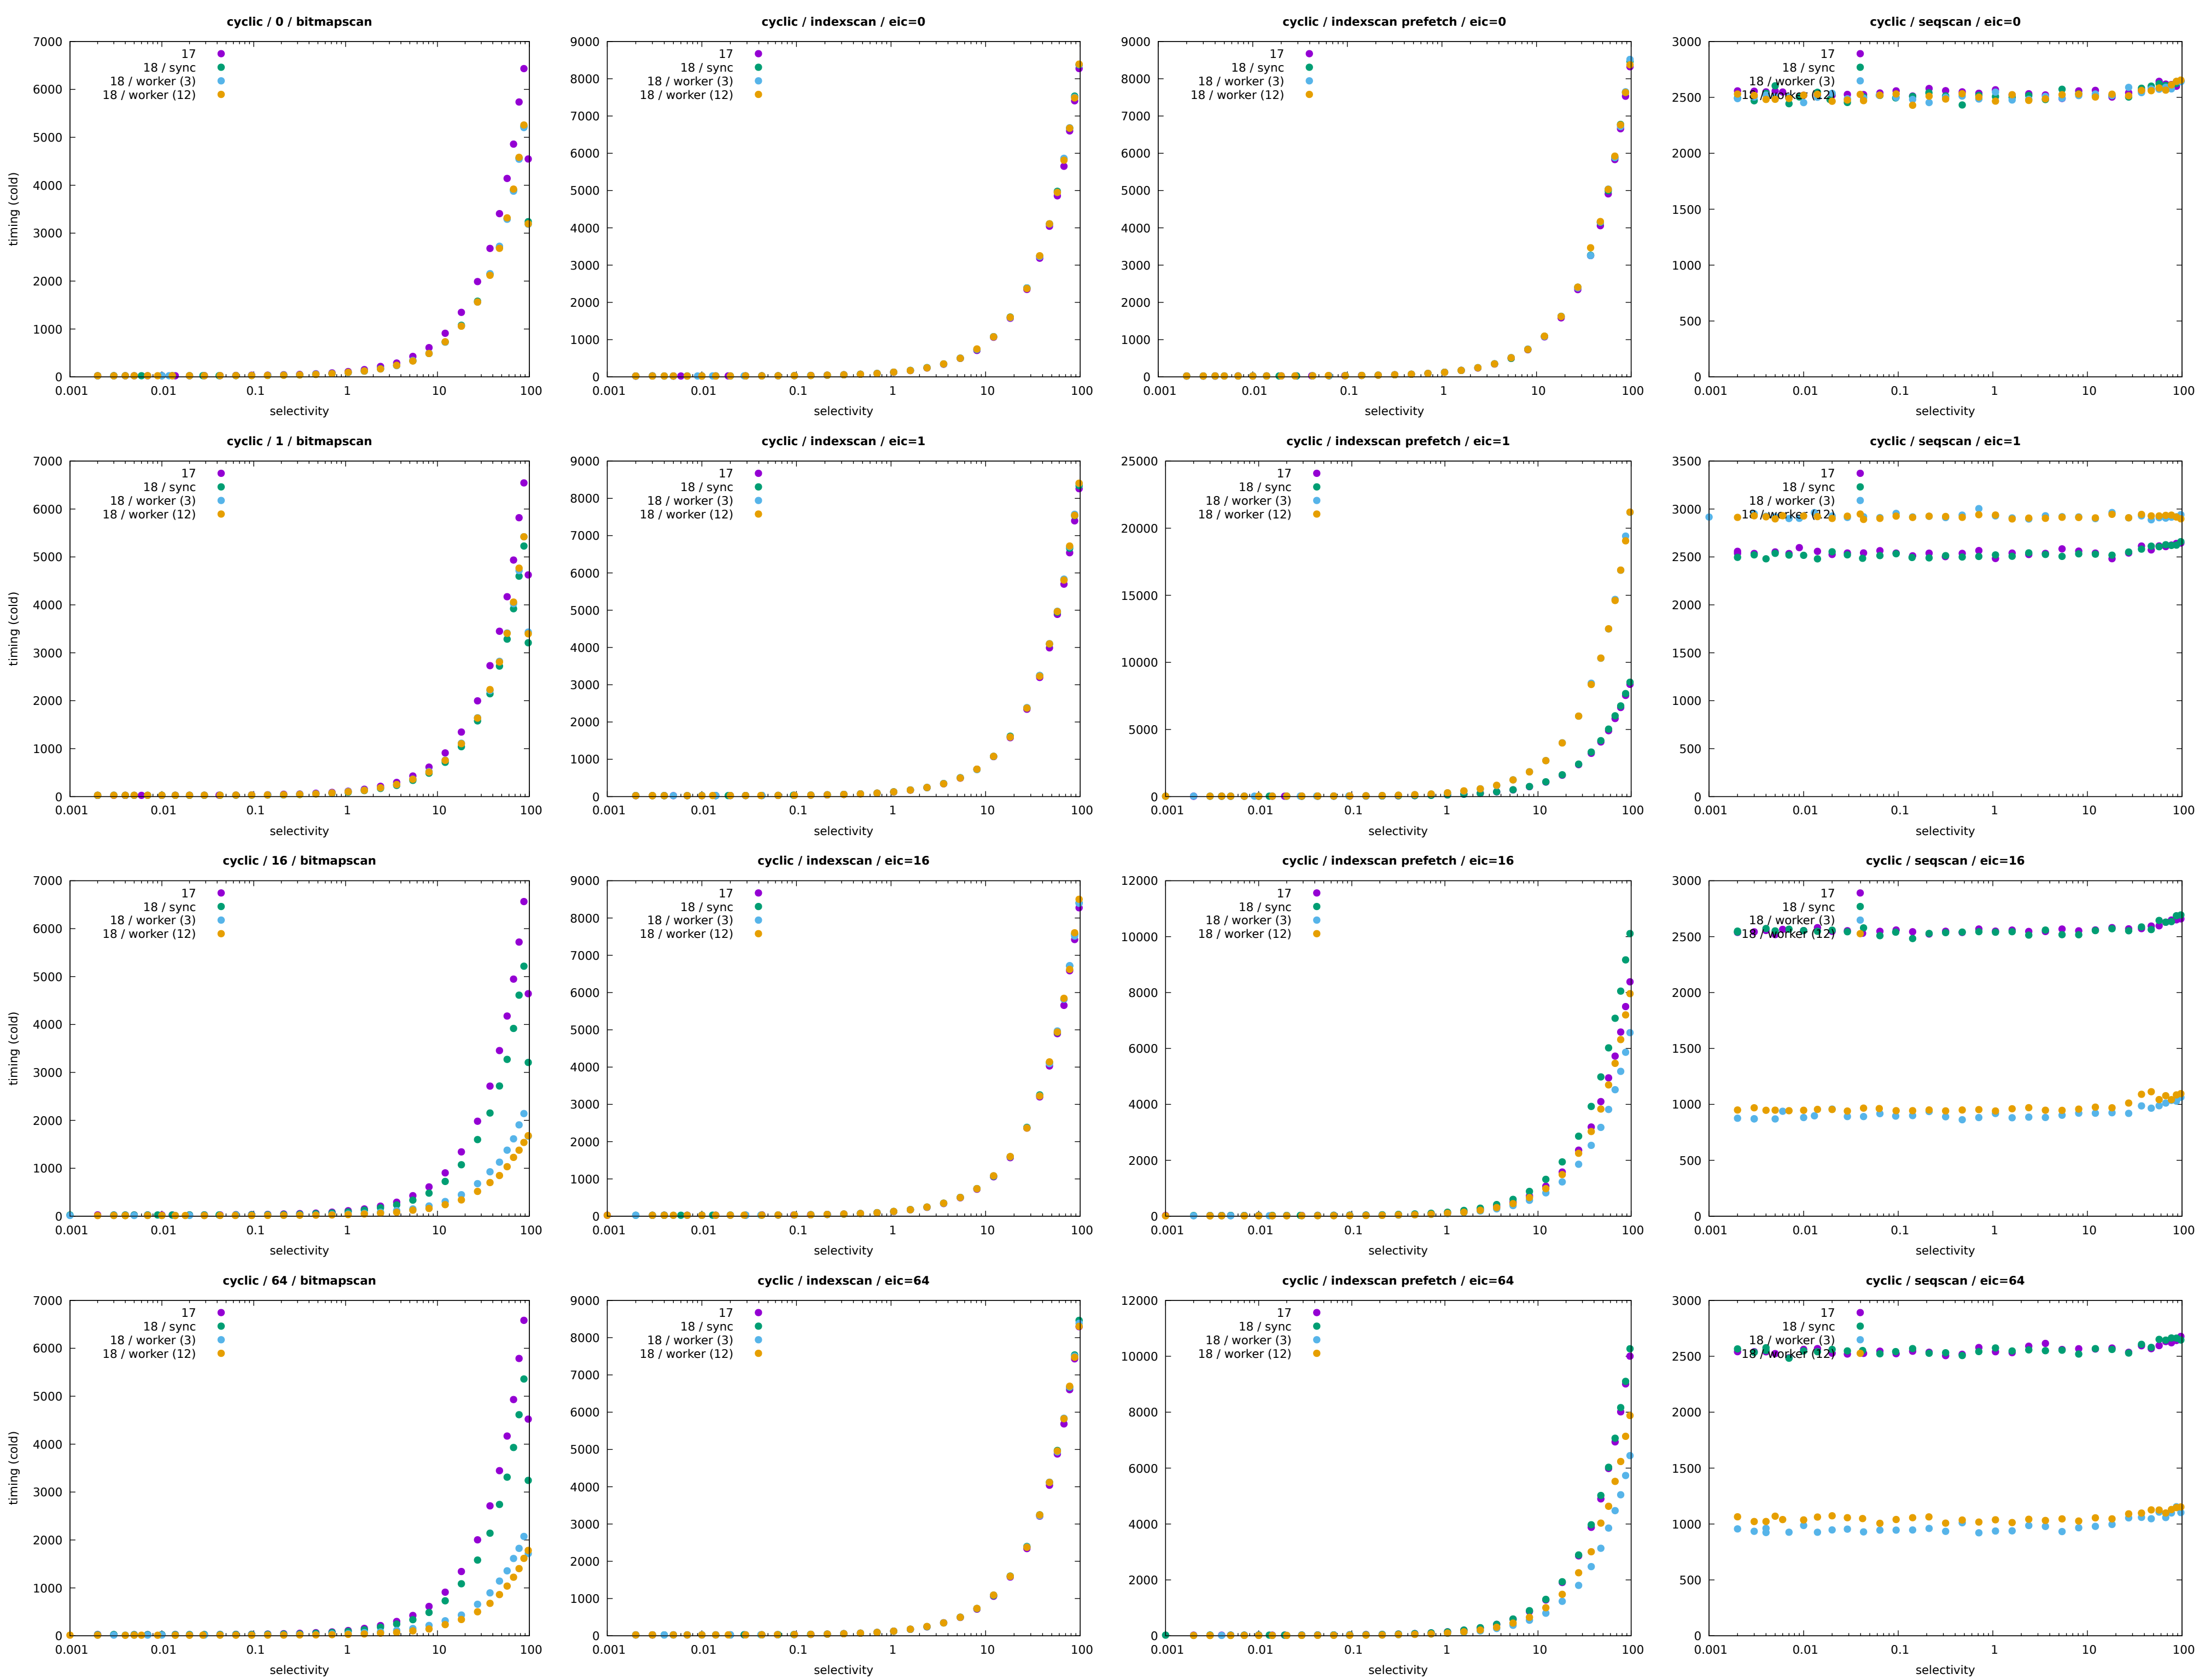 cyclic / 0 / bitmapscan
7000
6000
5000
4000
3000
2000
1000
0
timing (cold)
17
18 / sync
18 / worker (3)
18 / worker (12)
0.001 0.01 0.1 1 10 100
selectivity
cyclic / indexscan / eic=0
9000
8000
7000
6000
5000
4000
3000
2000
1000
0
17
18 / sync
18 / worker (3)
18 / worker (12)
0.001 0.01 0.1 1 10 100
selectivity
cyclic / indexscan prefetch / eic=0
9000
8000
7000
6000
5000
4000
3000
2000
1000
0
17
18 / sync
18 / worker (3)
18 / worker (12)
0.001 0.01 0.1 1 10 100
selectivity
cyclic / seqscan / eic=0
3000
2500
2000
1500
1000
500
0
17
18 / sync
18 / worker (3)
18 / worker (12)
0.001 0.01 0.1 1 10 100
selectivity
cyclic / 1 / bitmapscan
7000
6000
5000
4000
3000
2000
1000
0
timing (cold)
17
18 / sync
18 / worker (3)
18 / worker (12)
0.001 0.01 0.1 1 10 100
selectivity
cyclic / indexscan / eic=1
9000
8000
7000
6000
5000
4000
3000
2000
1000
0
17
18 / sync
18 / worker (3)
18 / worker (12)
0.001 0.01 0.1 1 10 100
selectivity
cyclic / indexscan prefetch / eic=1
25000
20000
15000
10000
5000
0
17
18 / sync
18 / worker (3)
18 / worker (12)
0.001 0.01 0.1 1 10 100
selectivity
cyclic / seqscan / eic=1
3500
3000
2500
2000
1500
1000
500
0
17
18 / sync
18 / worker (3)
18 / worker (12)
0.001 0.01 0.1 1 10 100
selectivity
cyclic / 16 / bitmapscan
7000
6000
5000
4000
3000
2000
1000
0
timing (cold)
17
18 / sync
18 / worker (3)
18 / worker (12)
0.001 0.01 0.1 1 10 100
selectivity
cyclic / indexscan / eic=16
9000
8000
7000
6000
5000
4000
3000
2000
1000
0
17
18 / sync
18 / worker (3)
18 / worker (12)
0.001 0.01 0.1 1 10 100
selectivity
cyclic / indexscan prefetch / eic=16
12000
10000
8000
6000
4000
2000
0
17
18 / sync
18 / worker (3)
18 / worker (12)
0.001 0.01 0.1 1 10 100
selectivity
cyclic / seqscan / eic=16
3000
2500
2000
1500
1000
500
0
17
18 / sync
18 / worker (3)
18 / worker (12)
0.001 0.01 0.1 1 10 100
selectivity
cyclic / 64 / bitmapscan
7000
6000
5000
4000
3000
2000
1000
0
timing (cold)
17
18 / sync
18 / worker (3)
18 / worker (12)
0.001 0.01 0.1 1 10 100
selectivity
cyclic / indexscan / eic=64
9000
8000
7000
6000
5000
4000
3000
2000
1000
0
17
18 / sync
18 / worker (3)
18 / worker (12)
0.001 0.01 0.1 1 10 100
selectivity
cyclic / indexscan prefetch / eic=64
12000
10000
8000
6000
4000
2000
0
17
18 / sync
18 / worker (3)
18 / worker (12)
0.001 0.01 0.1 1 10 100
selectivity
cyclic / seqscan / eic=64
3000
2500
2000
1500
1000
500
0
17
18 / sync
18 / worker (3)
18 / worker (12)
0.001 0.01 0.1 1 10 100
selectivity